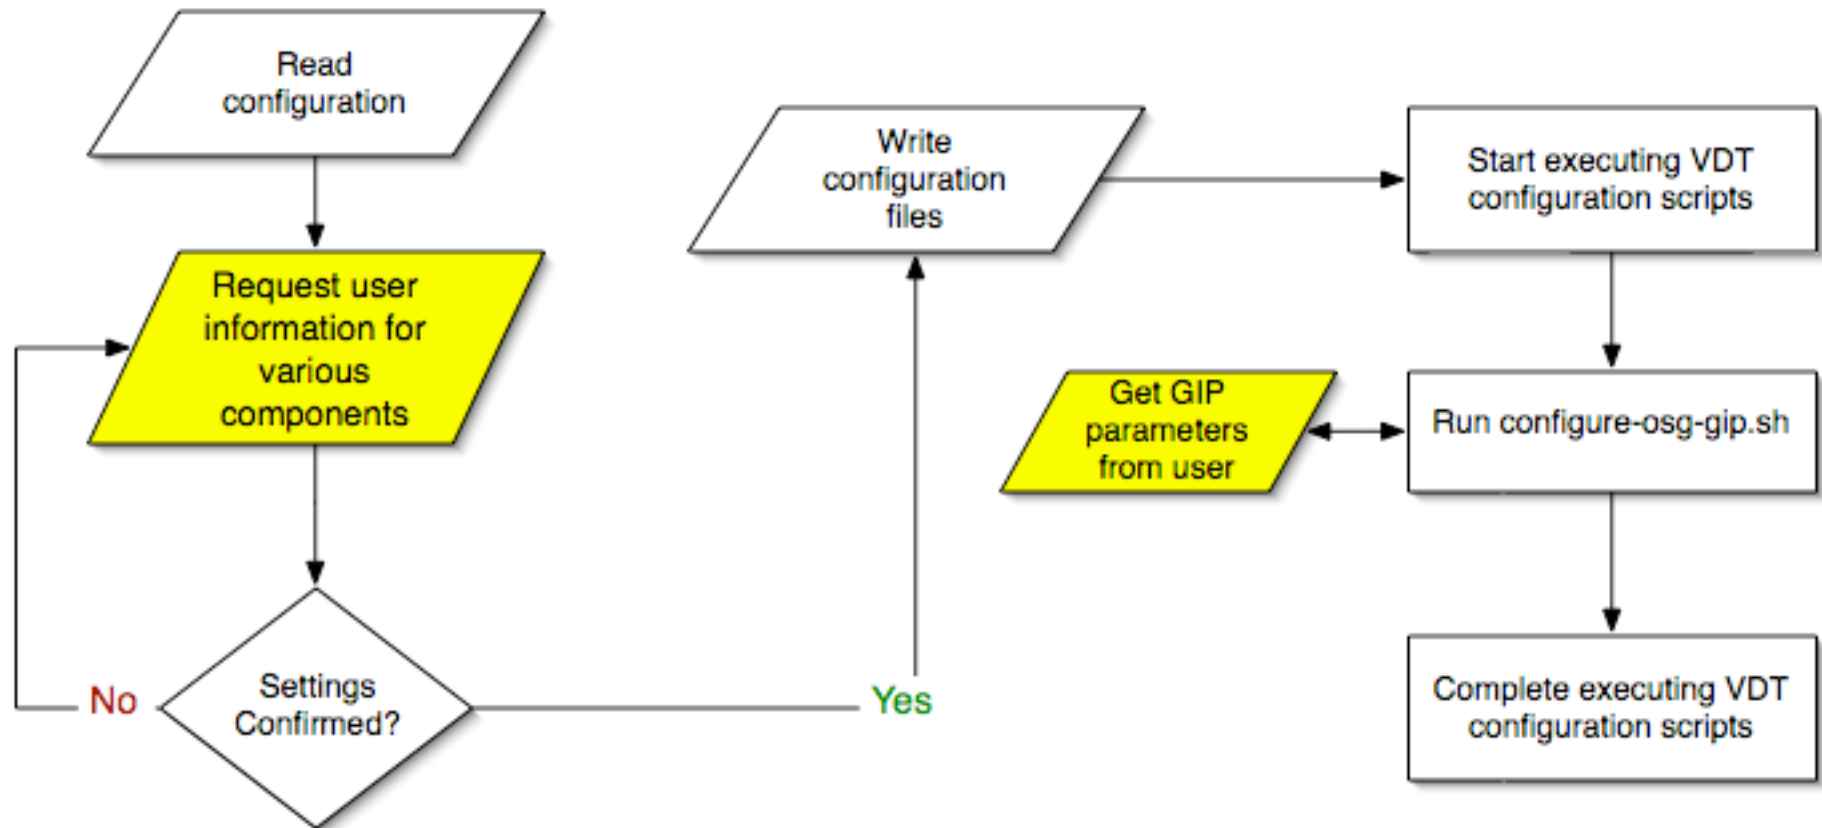 Read
configuration
Request user
information for
various
components
Settings
Confirmed?
No
Yes
Write
configuration
files
Start executing VDT
configuration scripts
Get GIP
parameters
from user
Run configure-osg-gip.sh
Complete executing VDT
configuration scripts